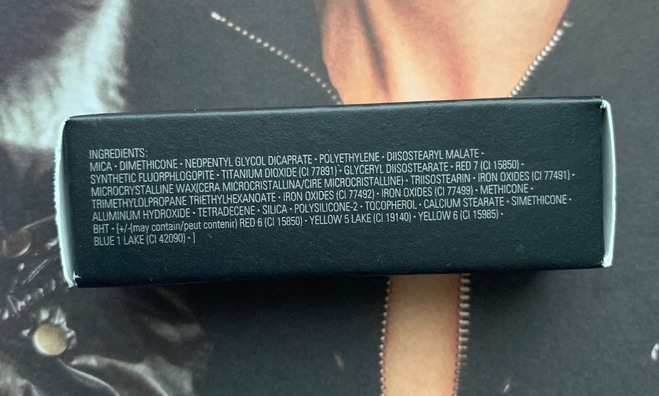 INGREDIENTS:
MICA • DIMETHICONE • NEOPENTYL GLYCOL DICAPRATE • POLYETHYLENE • DIISOSTEARYL MALATE •
SYNTHETIC FLUORPHLOGOPITE • TITANIUM DIOXIDE (CI 77891) • GLYCERYL DIISOSTEARATE • RED 7 (CI 15850) •
MICROCRYSTALLINE WAX(CERA MICROCRISTALLINA/CIRE MICROCRISTALLINE) • TRIISOSTEARIN • IRON OXIDES (CI 77491) •
TRIMETHYLOLPROPANE TRIETHYLHEXANOATE • IRON OXIDES (CI 77492) • IRON OXIDES (CI 77499) • METHICONE •
ALUMINUM HYDROXIDE • TETRADECENE • SILICA • POLYSILICONE-2 • TOCOPHEROL • CALCIUM STEARATE • SIMETHICONE •
BHT • [+/-(may contain/peut contenir) RED 6 (CI 15850) • YELLOW 5 LAKE (CI 19140) • YELLOW 6 (CI 15985) •
BLUE 1 LAKE (CI 42090) • ]